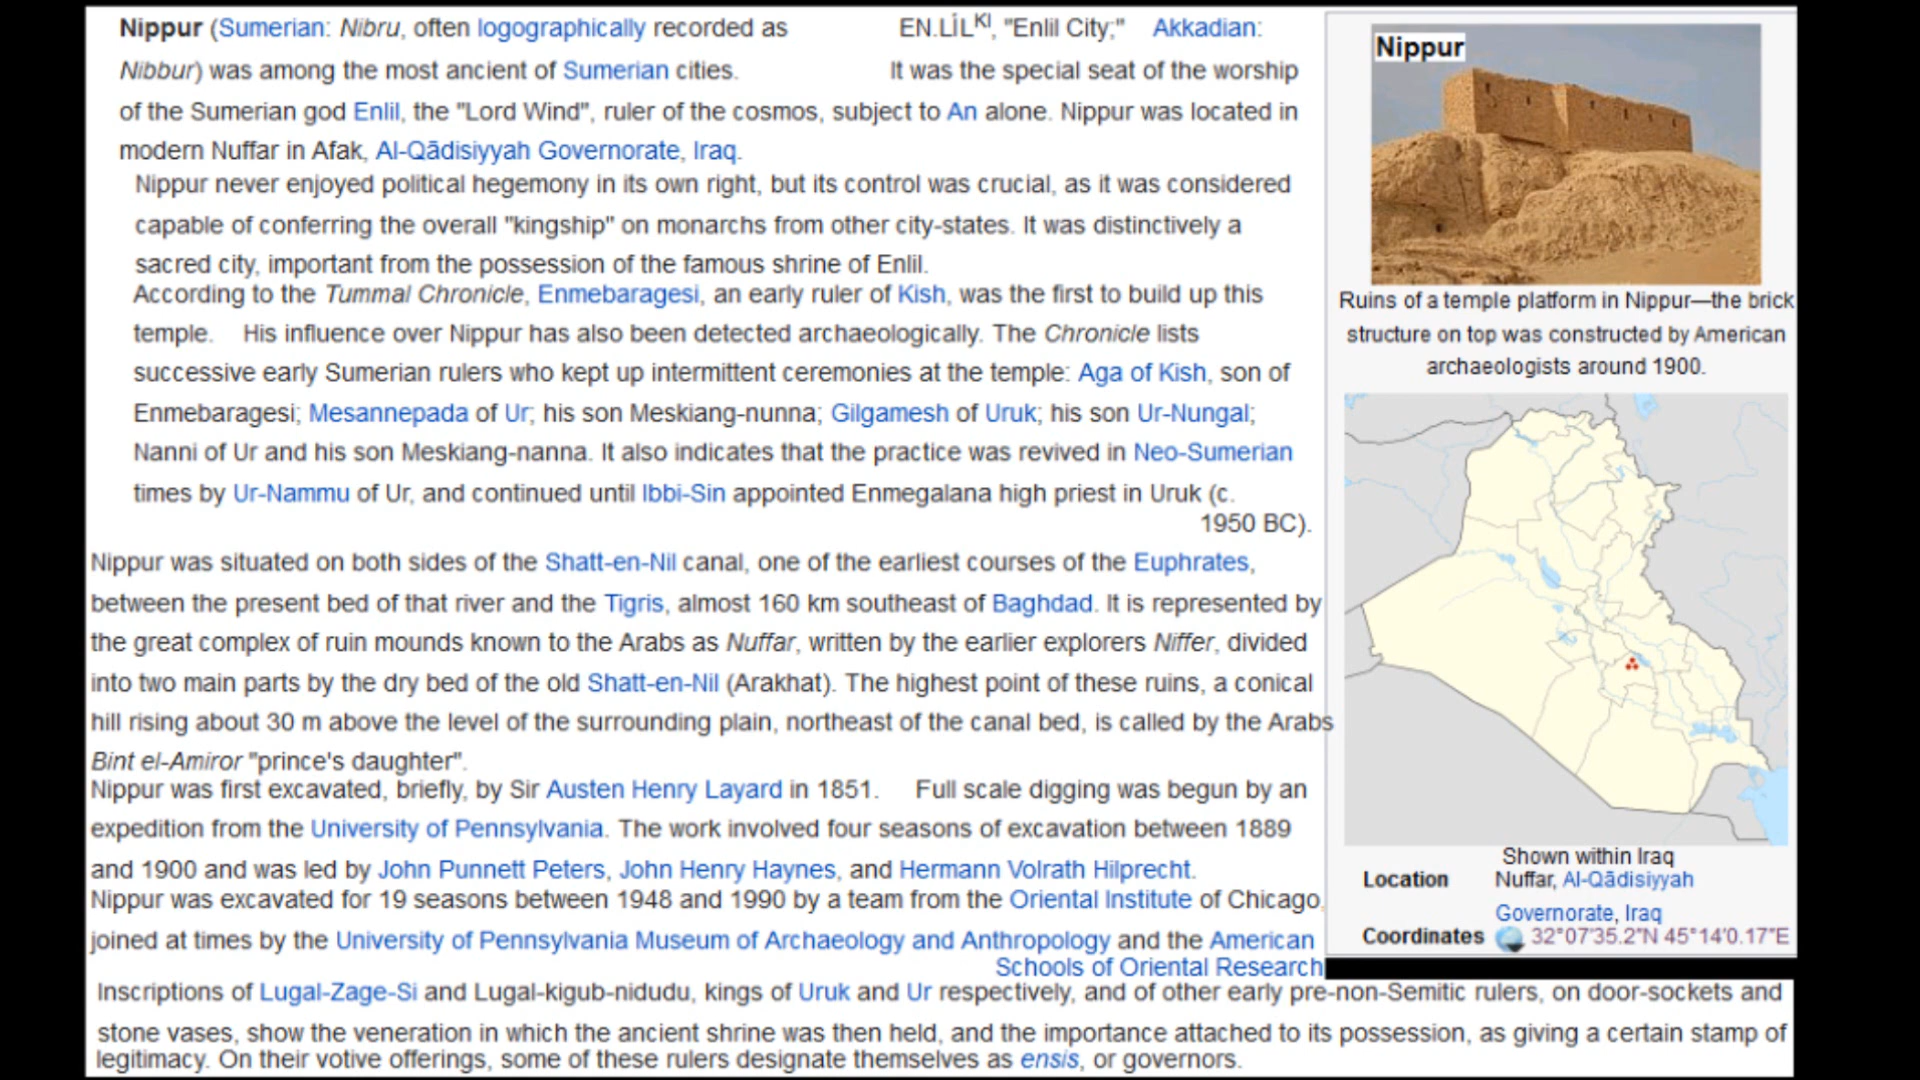 Nippur (Sumerian: Nibru, often logographically recorded as EN.LÍLKI, "Enlil City;" Akkadian:
Nibbur) was among the most ancient of Sumerian cities. It was the special seat of the worship
of the Sumerian god Enlil, the "Lord Wind", ruler of the cosmos, subject to An alone. Nippur was located in
modern Nuffar in Afak, Al-Qādisiyyah Governorate, Iraq.
Nippur never enjoyed political hegemony in its own right, but its control was crucial, as it was considered
capable of conferring the overall "kingship" on monarchs from other city-states. It was distinctively a
sacred city, important from the possession of the famous shrine of Enlil.
According to the Tummal Chronicle, Enmebaragesi, an early ruler of Kish, was the first to build up this
temple. His influence over Nippur has also been detected archaeologically. The Chronicle lists
successive early Sumerian rulers who kept up intermittent ceremonies at the temple: Aga of Kish, son of
Enmebaragesi; Mesannepada of Ur; his son Meskiang-nunna; Gilgamesh of Uruk; his son Ur-Nungal;
Nanni of Ur and his son Meskiang-nanna. It also indicates that the practice was revived in Neo-Sumerian
times by Ur-Nammu of Ur, and continued until Ibbi-Sin appointed Enmegalana high priest in Uruk (c.
1950 BC).
Nippur was situated on both sides of the Shatt-en-Nil canal, one of the earliest courses of the Euphrates,
between the present bed of that river and the Tigris, almost 160 km southeast of Baghdad. It is represented by
the great complex of ruin mounds known to the Arabs as Nuffar, written by the earlier explorers Niffer, divided
into two main parts by the dry bed of the old Shatt-en-Nil (Arakhat). The highest point of these ruins, a conical
hill rising about 30 m above the level of the surrounding plain, northeast of the canal bed, is called by the Arabs
Bint el-Amiror "prince's daughter".
Nippur was first excavated, briefly, by Sir Austen Henry Layard in 1851. Full scale digging was begun by an
expedition from the University of Pennsylvania. The work involved four seasons of excavation between 1889
and 1900 and was led by John Punnett Peters, John Henry Haynes, and Hermann Volrath Hilprecht.
Nippur was excavated for 19 seasons between 1948 and 1990 by a team from the Oriental Institute of Chicago,
joined at times by the University of Pennsylvania Museum of Archaeology and Anthropology and the American
Schools of Oriental Research
Inscriptions of Lugal-Zage-Si and Lugal-kigub-nidudu, kings of Uruk and Ur respectively, and of other early pre-non-Semitic rulers, on door-sockets and
stone vases, show the veneration in which the ancient shrine was then held, and the importance attached to its possession, as giving a certain stamp of
legitimacy. On their votive offerings, some of these rulers designate themselves as ensis, or governors.
Nippur
Ruins of a temple platform in Nippur—the brick
structure on top was constructed by American
archaeologists around 1900.
Shown within Iraq
Location Nuffar, Al-Qādisiyyah
Governorate, Iraq
Coordinates 32°07′35.2″N 45°14′0.17″E